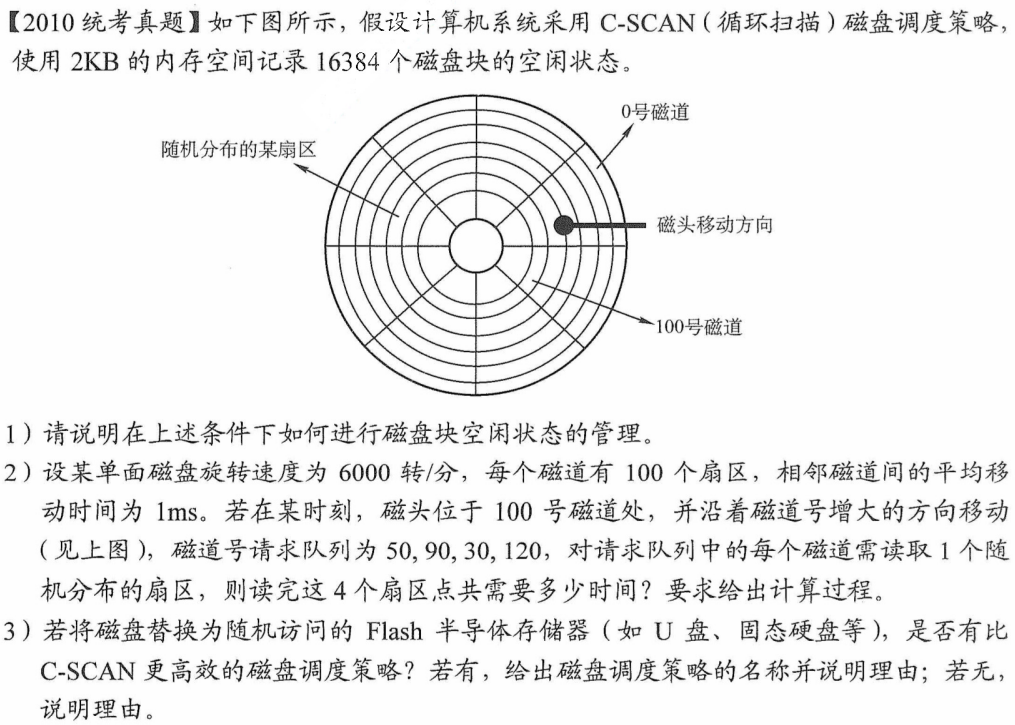 【2010 统考真题】如下图所示，假设计算机系统采用 C-SCAN（循环扫描）磁盘调度策略，
使用 2KB 的内存空间记录 16384 个磁盘块的空闲状态。
0号磁道
随机分布的某扇区
磁头移动方向
100号磁道
1）请说明在上述条件下如何进行磁盘块空闲状态的管理。
2）设某单面磁盘旋转速度为 6000 转/分，每个磁道有 100 个扇区，相邻磁道间的平均移
动时间为 1ms。若在某时刻，磁头位于 100 号磁道处，并沿着磁道号增大的方向移动
（见上图），磁道号请求队列为 50, 90, 30, 120，对请求队列中的每个磁道需读取 1 个随
机分布的扇区，则读完这 4 个扇区点共需要多少时间？要求给出计算过程。
3）若将磁盘替换为随机访问的 Flash 半导体存储器（如 U 盘、固态硬盘等），是否有比
C-SCAN 更高效的磁盘调度策略？若有，给出磁盘调度策略的名称并说明理由；若无，
说明理由。